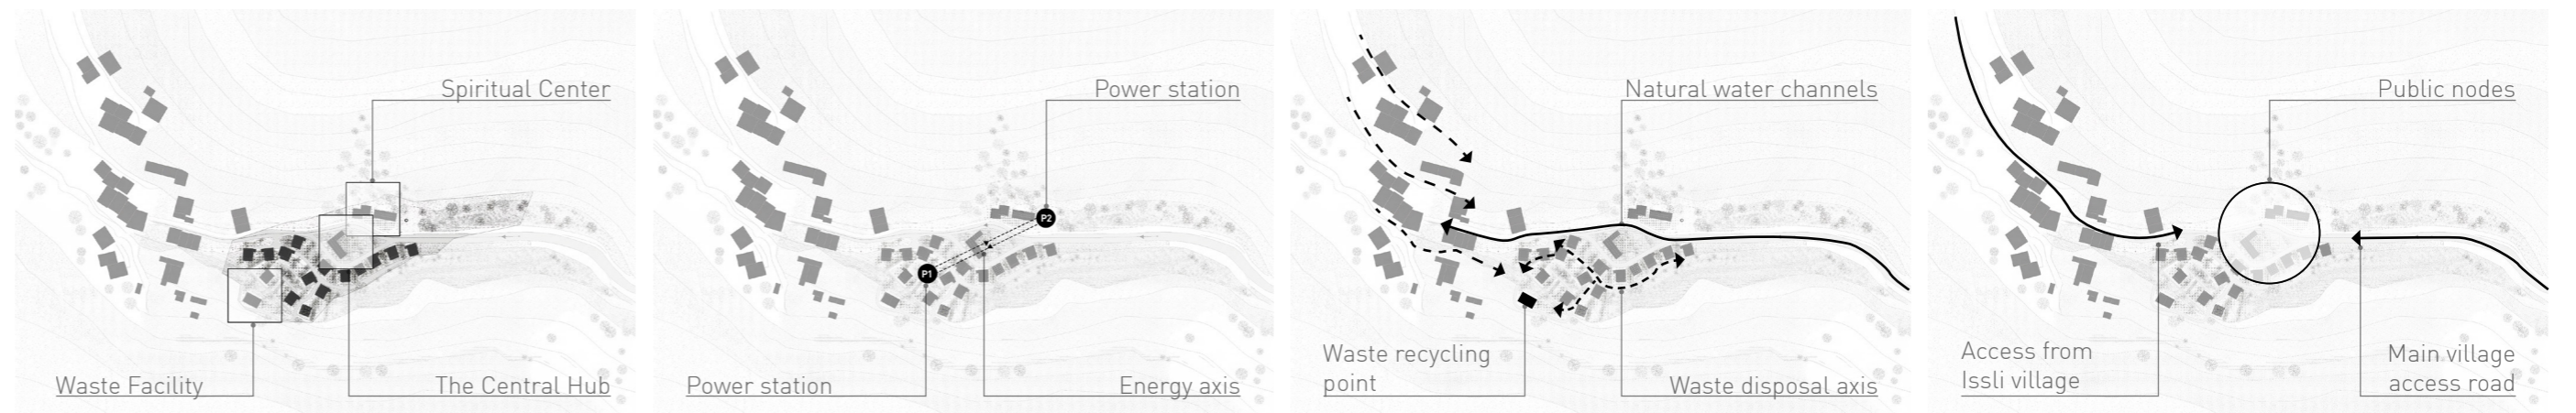 Spiritual Center
Waste Facility
The Central Hub
Power station
P2
P1
Power station
Energy axis
Natural water channels
Waste recycling
point
Waste disposal axis
Public nodes
Access from
Issli village
Main village
access road